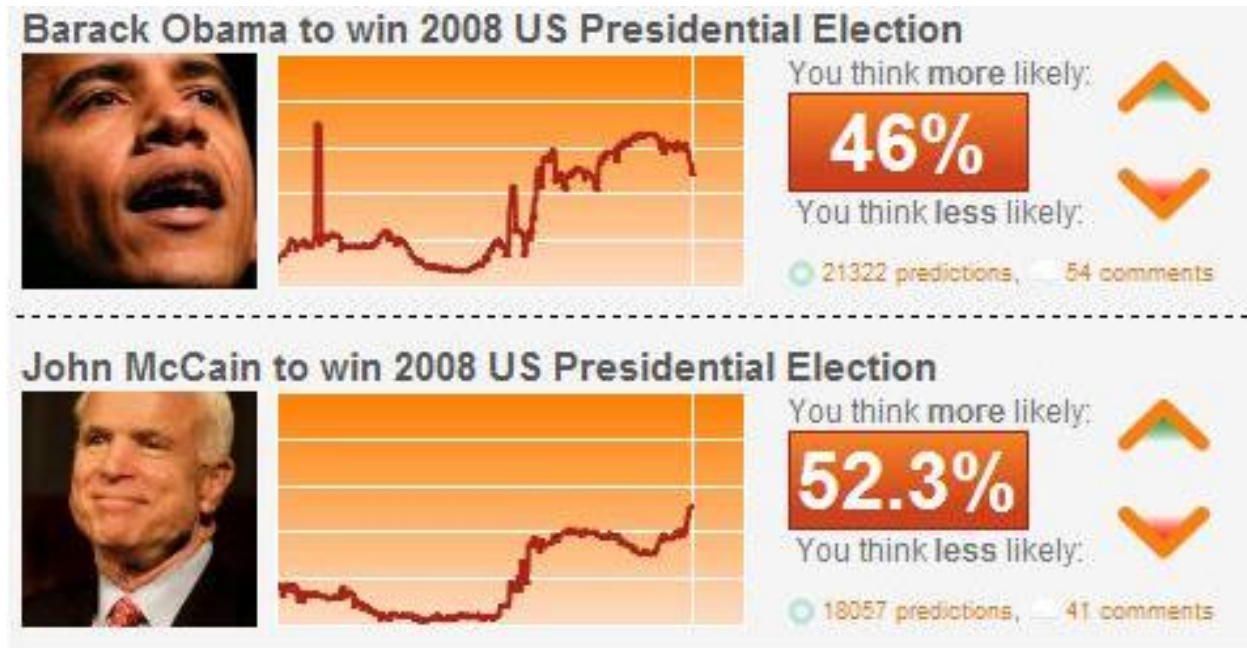 Barack Obama to win 2008 US Presidential Election
You think more likely:
46%
You think less likely:
21322 predictions, 54 comments
John McCain to win 2008 US Presidential Election
You think more likely:
52.3%
You think less likely:
18057 predictions, 41 comments